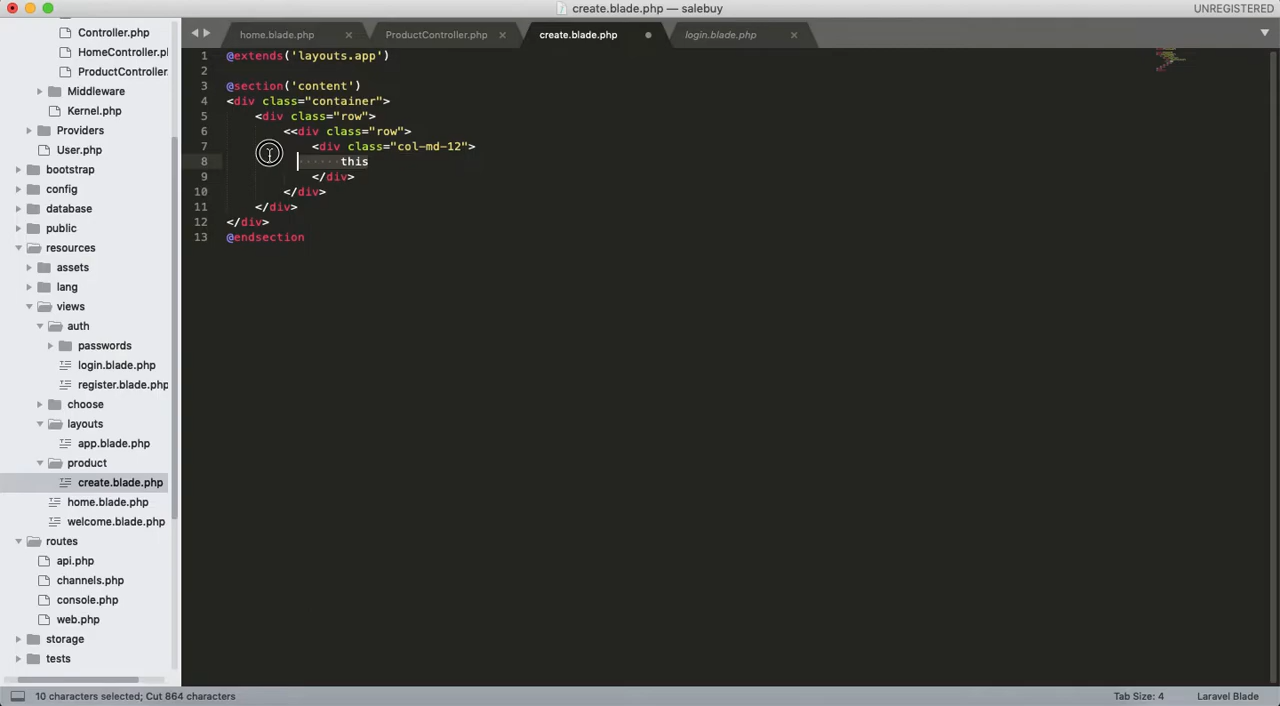 create.blade.php — salebuy
UNREGISTERED
home.blade.php
ProductController.php
create.blade.php
login.blade.php
Controller.php
HomeController.pl
ProductController.
Middleware
Kernel.php
Providers
User.php
bootstrap
config
database
public
resources
assets
lang
views
auth
passwords
login.blade.php
register.blade.php
choose
layouts
app.blade.php
product
create.blade.php
home.blade.php
welcome.blade.php
routes
api.php
channels.php
console.php
web.php
storage
tests
1 @extends('layouts.app')
2
3 @section('content')
4 <div class="container">
5 <div class="row">
6 <<div class="row">
7 <div class="col-md-12">
8 this
9 </div>
10 </div>
11 </div>
12 </div>
13 @endsection
10 characters selected; Cut 864 characters
Tab Size: 4
Laravel Blade